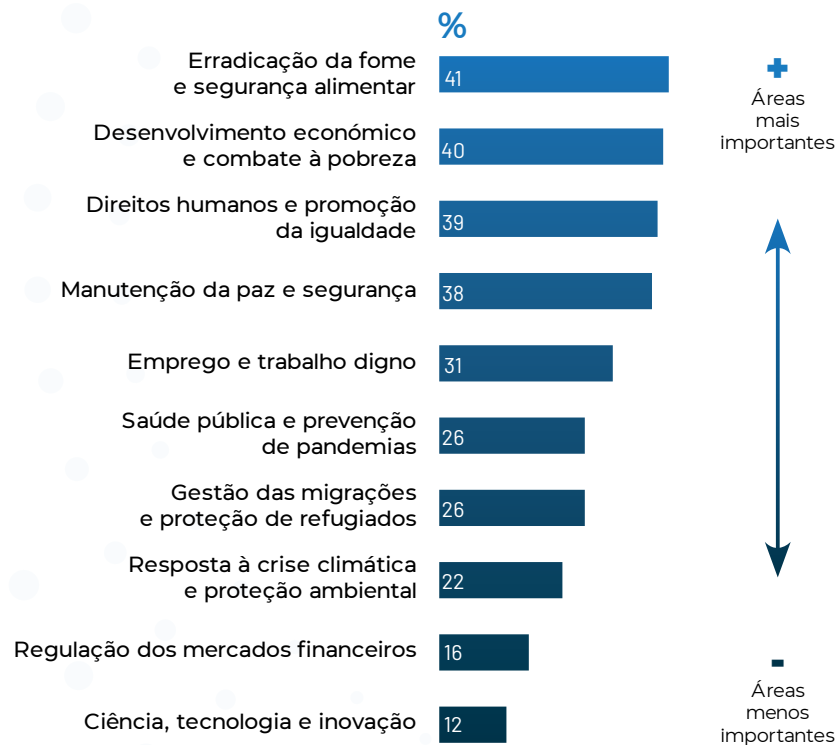 %
Erradicação da fome
e segurança alimentar
41
Desenvolvimento económico
e combate à pobreza
40
Direitos humanos e promoção
da igualdade
39
Manutenção da paz e segurança
38
Emprego e trabalho digno
31
Saúde pública e prevenção
de pandemias
26
Gestão das migrações
e proteção de refugiados
26
Resposta à crise climática
e proteção ambiental
22
Regulação dos mercados financeiros
16
Ciência, tecnologia e inovação
12
+
Áreas
mais
importantes
-
Áreas
menos
importantes